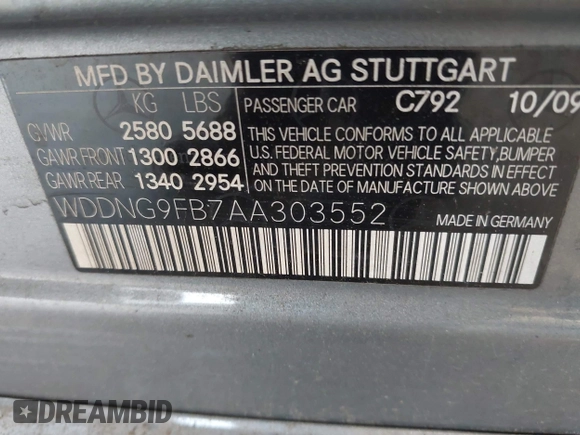 MFD BY DAIMLER AG STUTTGART
KG LBS PASSENGER CAR C792 10/09
GVWR 2580 5688
GAWR FRONT 1300 2866
GAWR REAR 1340 2954
THIS VEHICLE CONFORMS TO ALL APPLICABLE
U.S. FEDERAL MOTOR VEHICLE SAFETY,BUMPER
AND THEFT PREVENTION STANDARDS IN EFFECT
ON THE DATE OF MANUFACTURE SHOWN ABOVE.
WDDNG9FB7AA303552 MADE IN GERMANY
DREAMBID